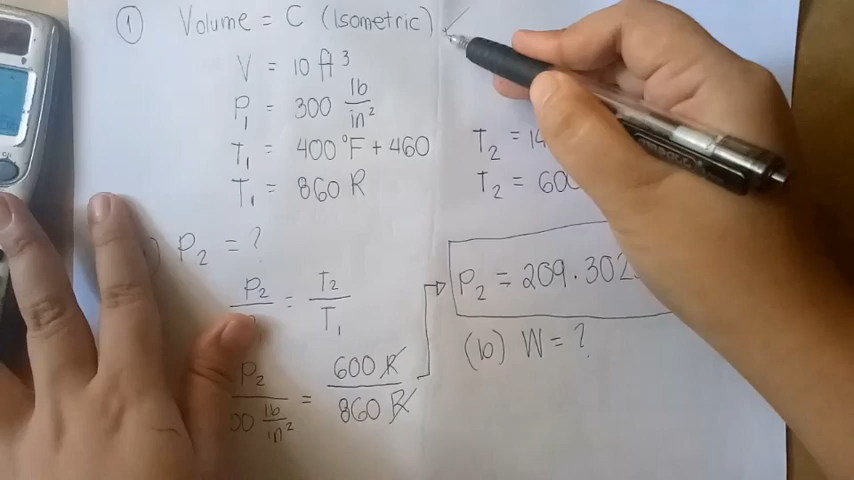 ① Volume = C (Isometric)
V = 10 ft³
P₁ = 300 lb/in²
T₁ = 400°F + 460
T₁ = 860 R
T₂ = 14
T₂ = 600
P₂ = ?
P₂ / = T₂ / T₁
P₂ / 00 lb/in² = 600 R / 860 R
P₂ = 209.302
(b) W = ?